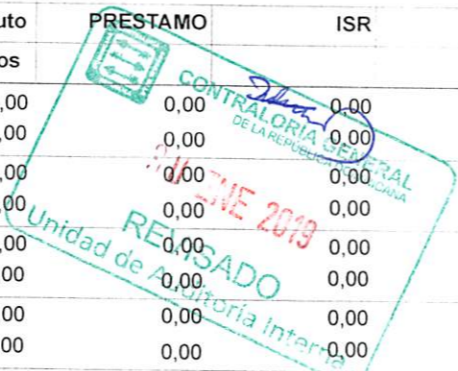 uto PRESTAMO ISR
os
,00 0,00 0,00
,00 0,00 0,00
,00 0,00 0,00
,00 0,00 0,00
,00 0,00 0,00
,00 0,00 0,00
,00 0,00 0,00
,00 0,00 0,00
CONTRALORIA GENERAL
DE LA REPUBLICA DOMINICANA
ENE 2019
REVISADO
Unidad de Auditoría Interna